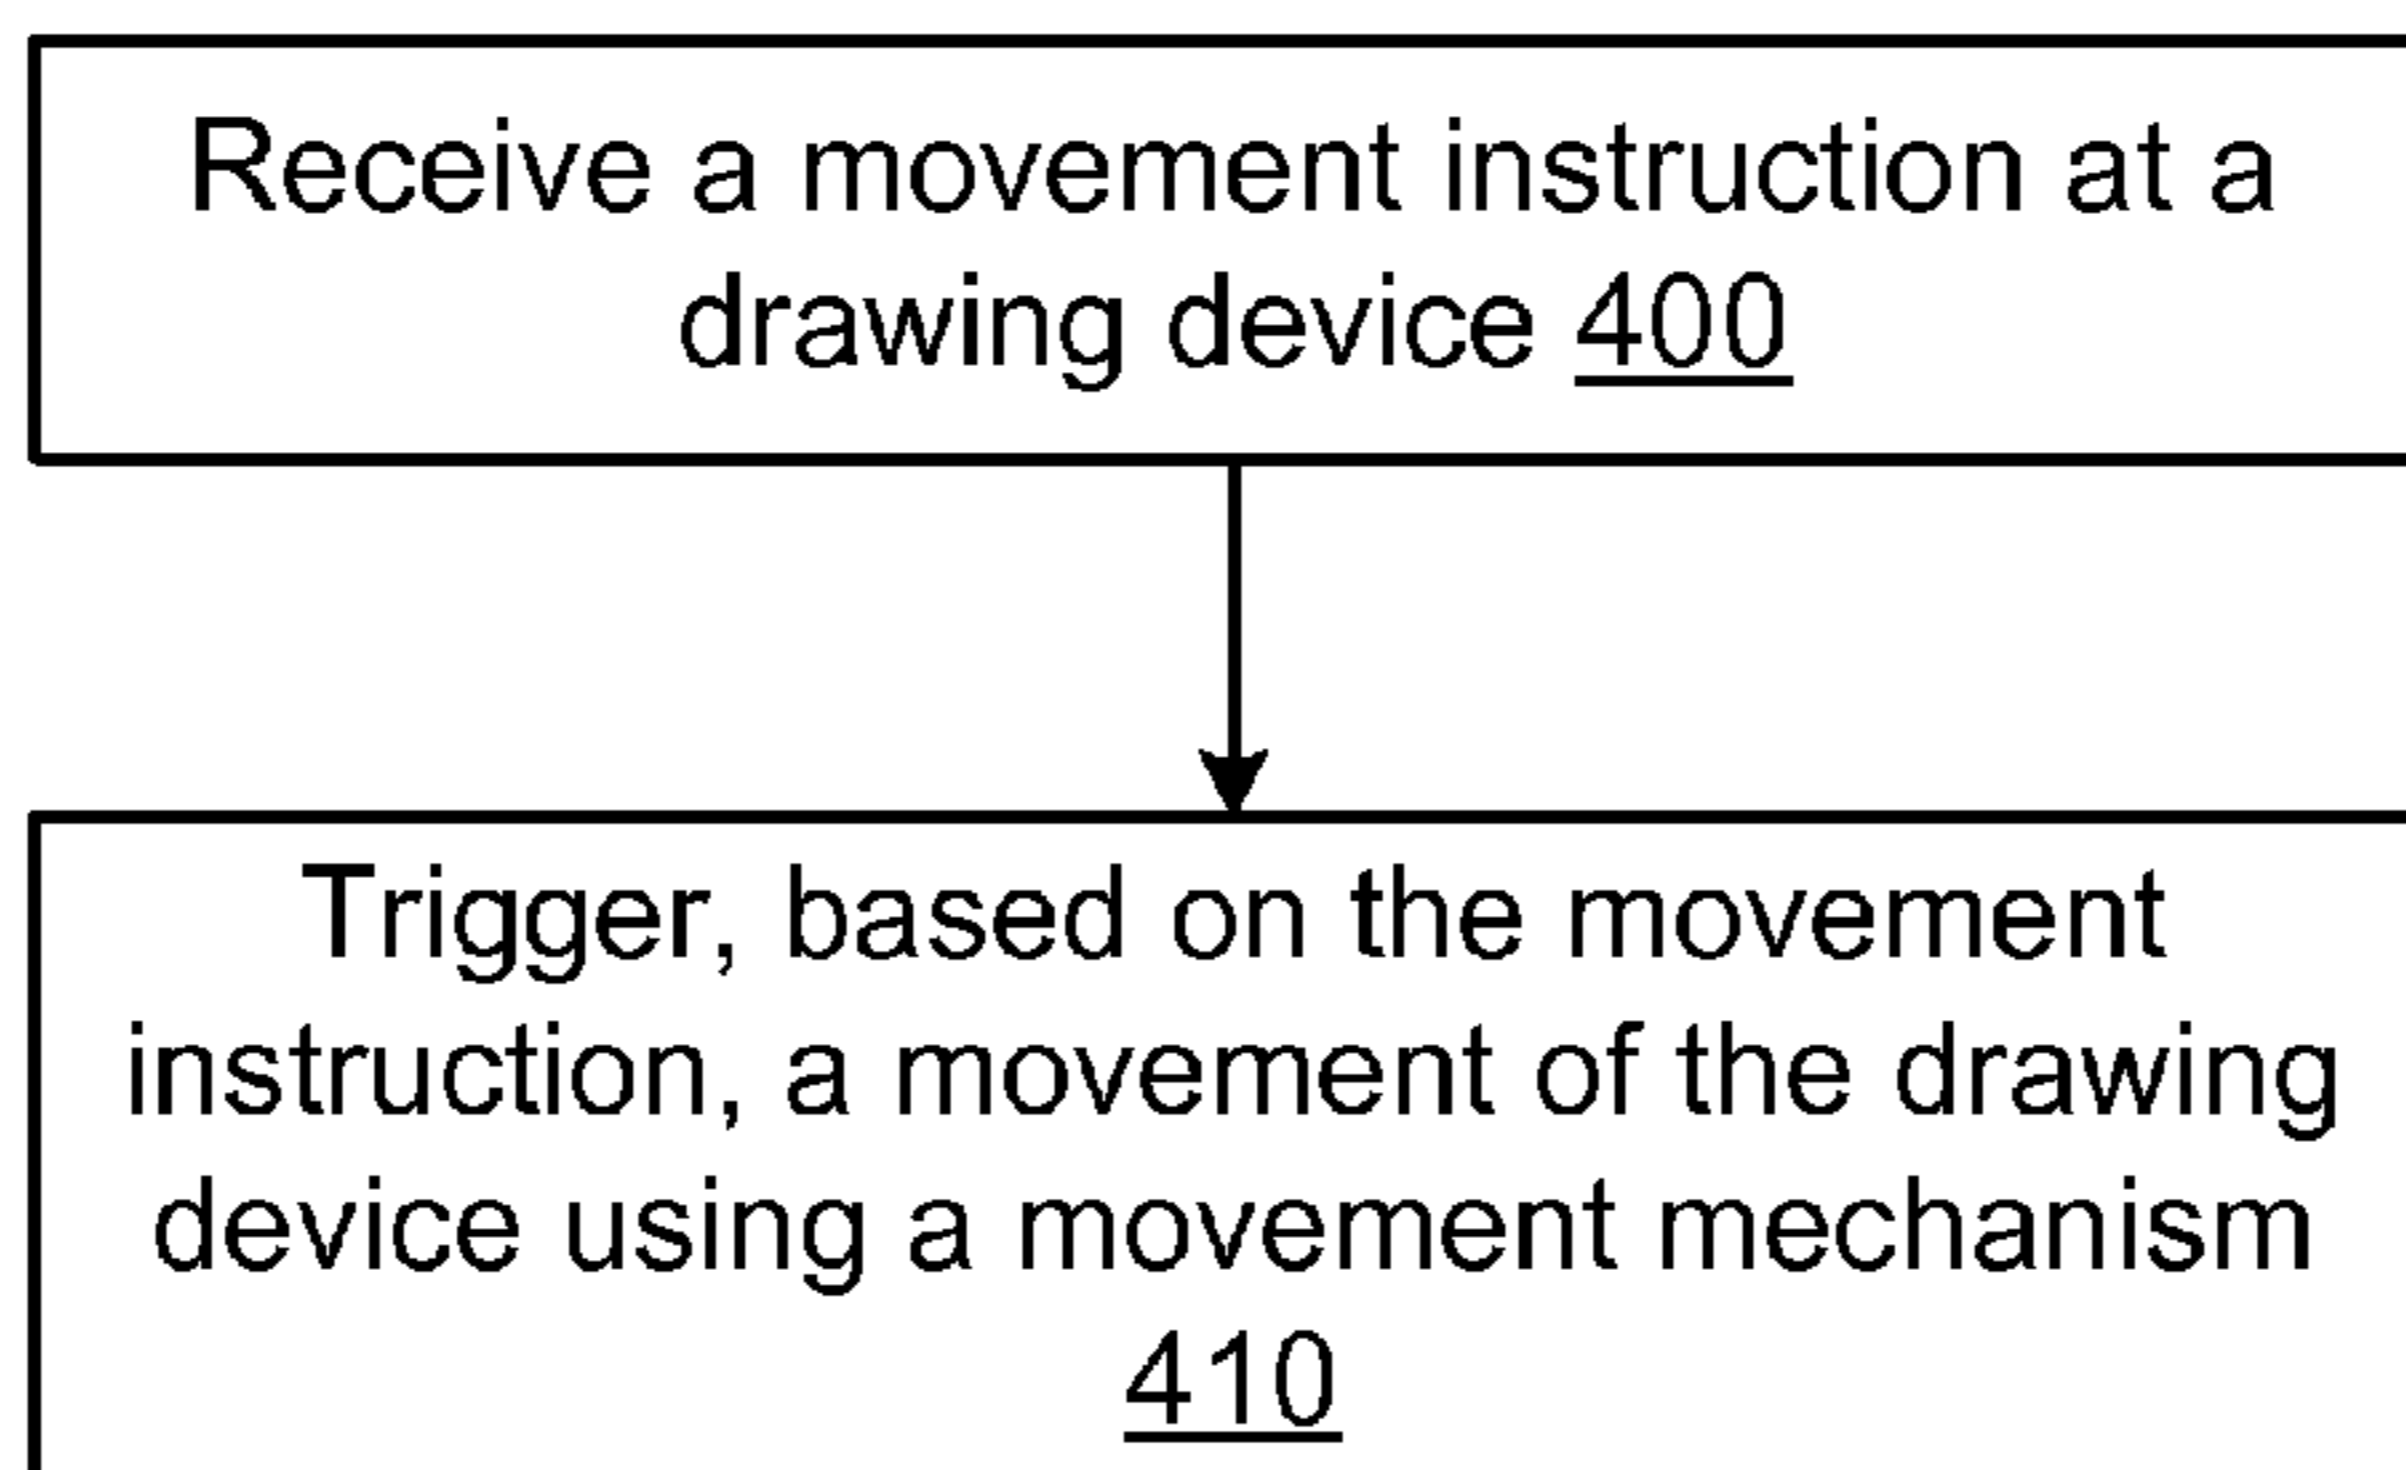 Receive a movement instruction at a
drawing device 400
Trigger, based on the movement
instruction, a movement of the drawing
device using a movement mechanism
410